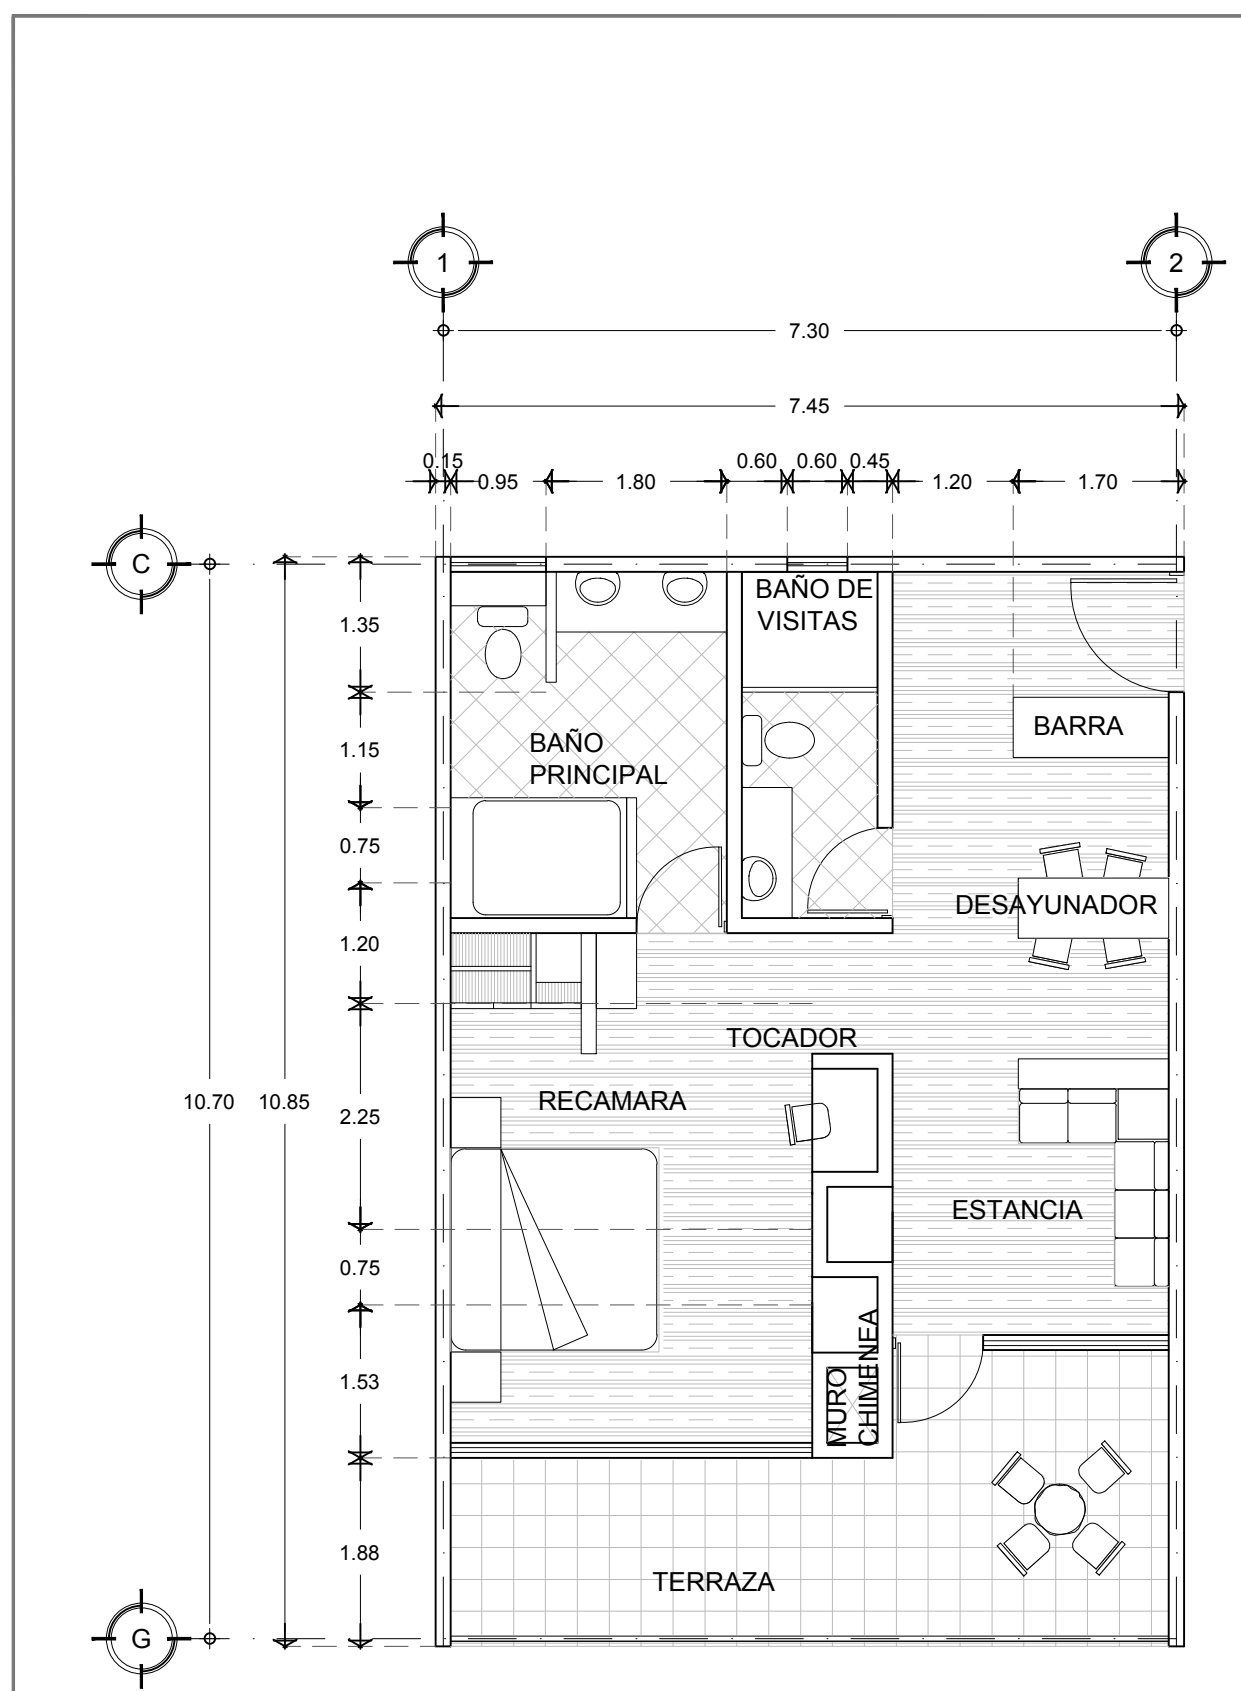 1
2
7.30
7.45
0.15
0.95
1.80
0.60
0.60
0.45
1.20
1.70
C
1.35
1.15
0.75
1.20
10.70
10.85
2.25
0.75
1.53
1.88
G
BAÑO DE
VISITAS
BARRA
BAÑO
PRINCIPAL
DESAYUNADOR
TOCADOR
RECAMARA
ESTANCIA
MURO
CHIMENEA
TERRAZA